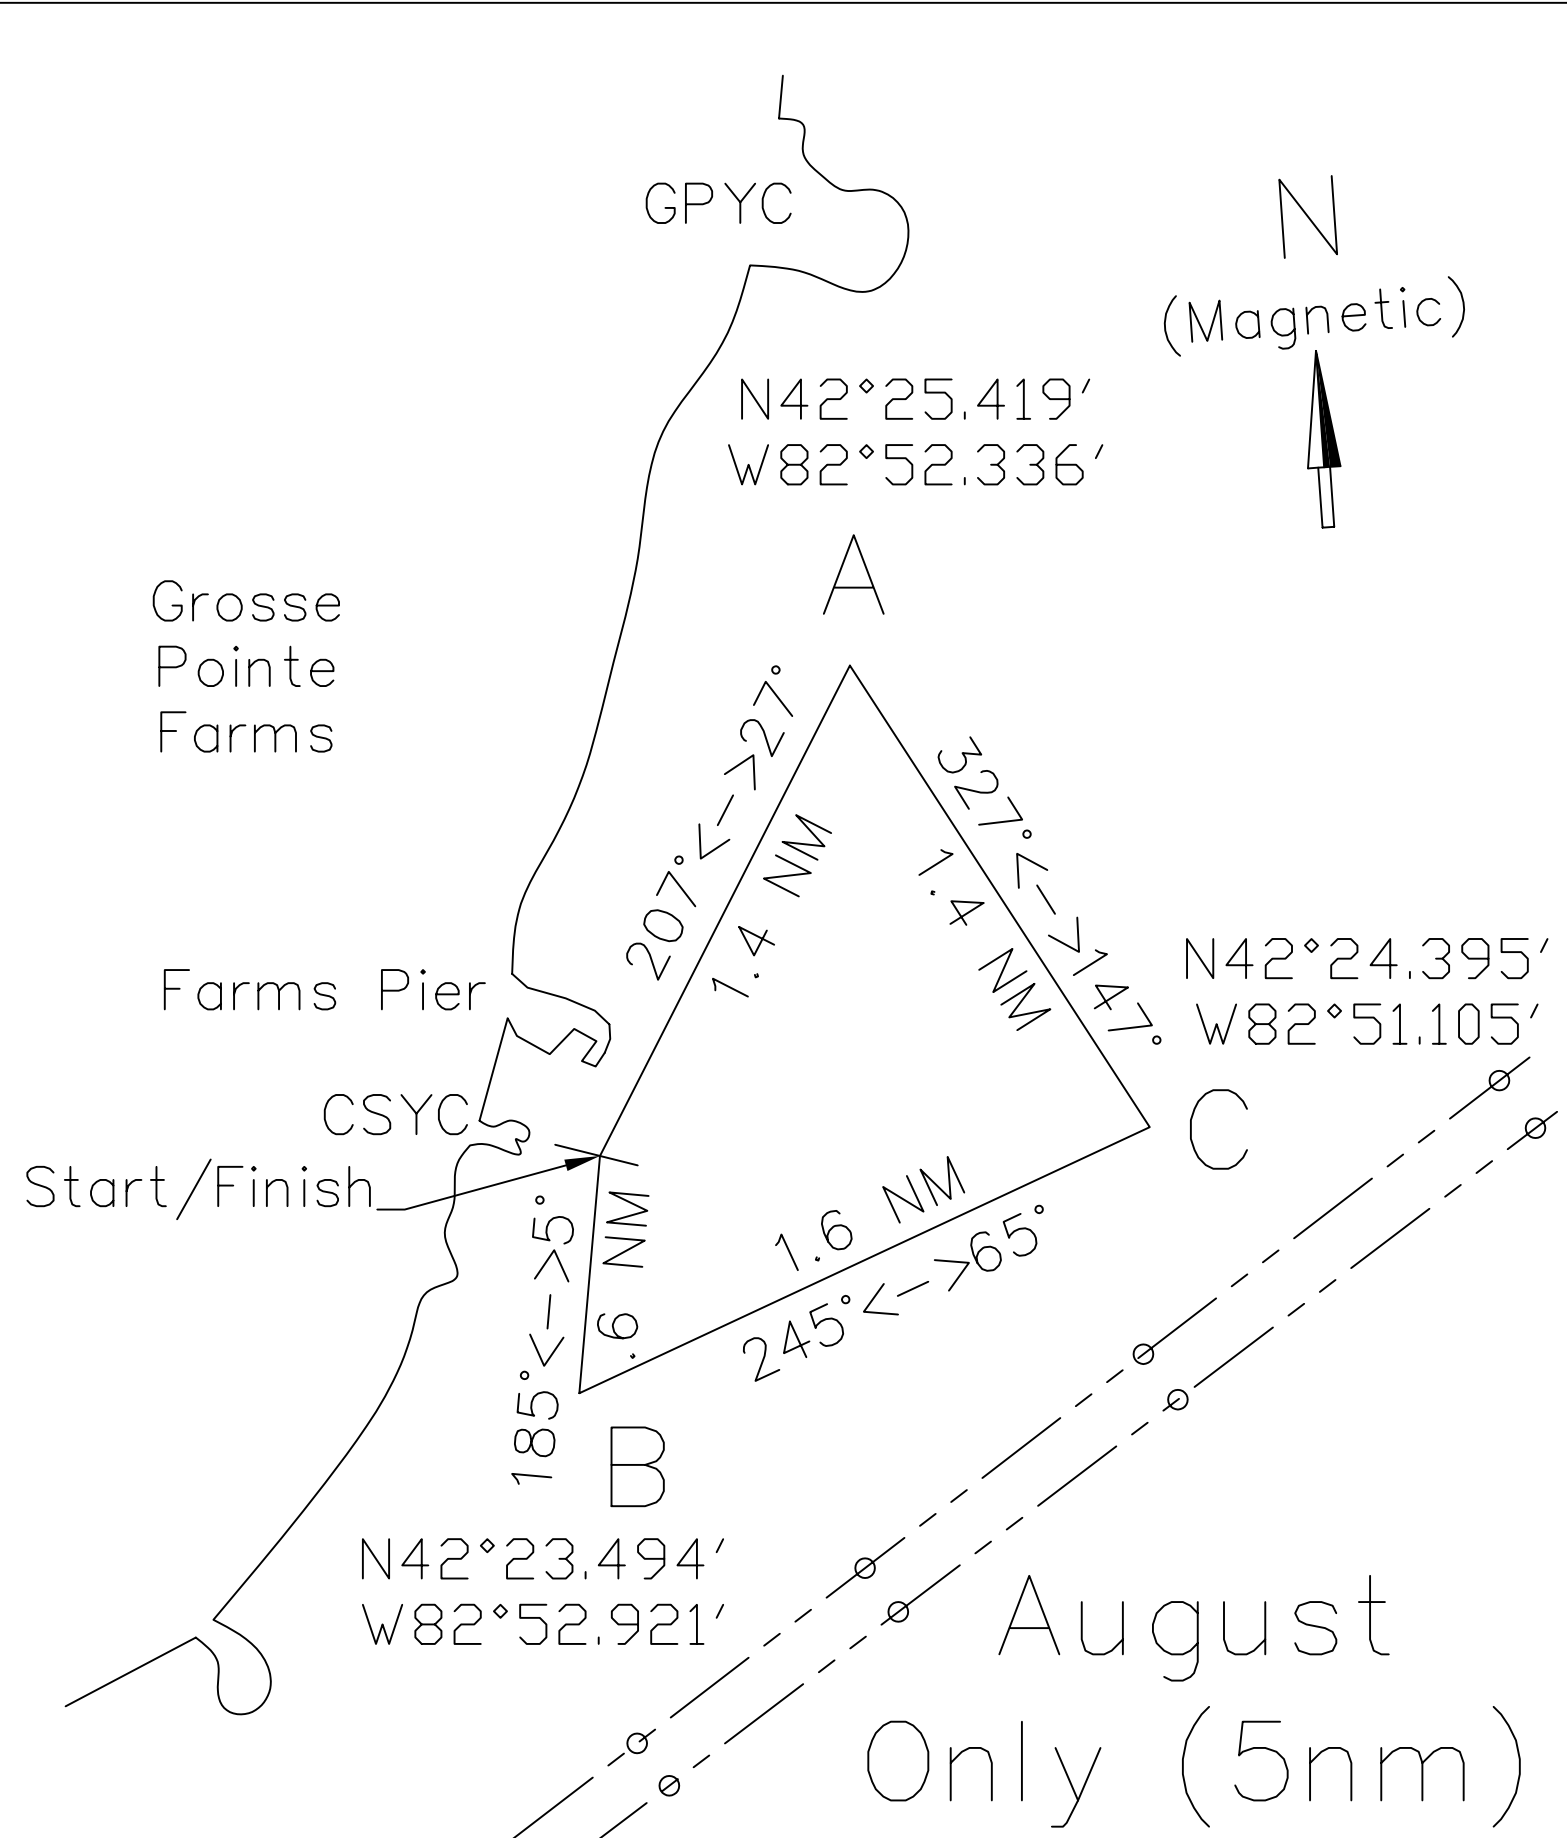 GPYC
N
(Magnetic)
N42°25.419'
W82°52.336'
A
Grosse
Pointe
Farms
207°<-->27°
1.4 NM
327°<-->147°
1.4 NM
N42°24.395'
W82°51.105'
C
Farms Pier
CSYC
Start/Finish
185°<-->5°
.6 NM
1.6 NM
245°<-->65°
B
N42°23.494'
W82°52.921'
August
Only (5nm)